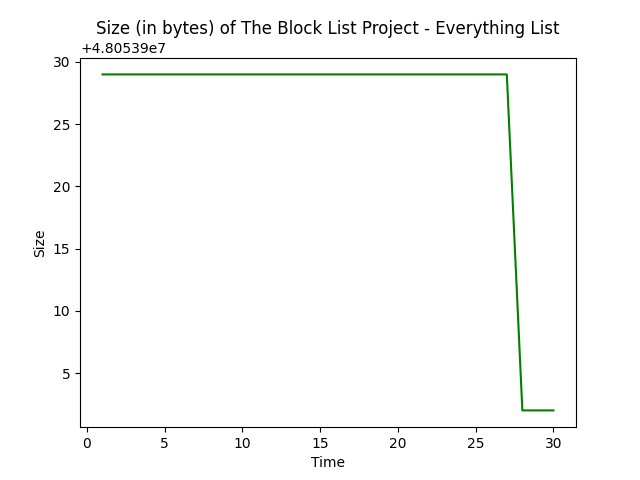 Size (in bytes) of The Block List Project - Everything List
+4.80539e7
30
25
20
15
10
5
Size
0 5 10 15 20 25 30
Time